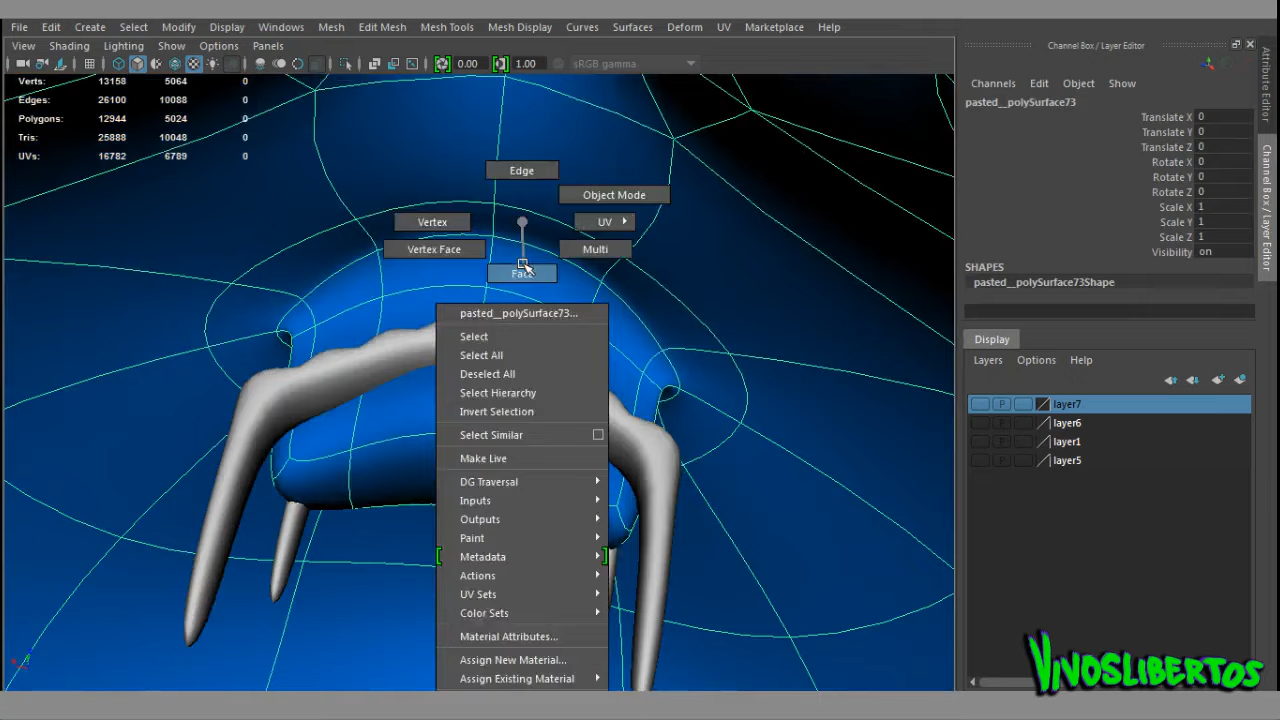 File Edit Create Select Modify Display Windows Mesh Edit Mesh Mesh Tools Mesh Display Curves Surfaces Deform UV Marketplace Help
View Shading Lighting Show Options Panels
0.00 1.00 sRGB gamma
Verts: 13158 5064 0
Edges: 26100 10088 0
Polygons: 12944 5024 0
Tris: 25888 10048 0
UVs: 16782 6789 0
Edge
Object Mode
Vertex
UV
Vertex Face
Multi
Face
pasted__polySurface73...
Select
Select All
Deselect All
Select Hierarchy
Invert Selection
Select Similar
Make Live
DG Traversal
Inputs
Outputs
Paint
Metadata
Actions
UV Sets
Color Sets
Material Attributes...
Assign New Material...
Assign Existing Material
Channel Box / Layer Editor
Channels Edit Object Show
pasted__polySurface73
Translate X 0
Translate Y 0
Translate Z 0
Rotate X 0
Rotate Y 0
Rotate Z 0
Scale X 1
Scale Y 1
Scale Z 1
Visibility on
SHAPES
pasted__polySurface73Shape
Display
Layers Options Help
P layer7
P layer6
P layer1
P layer5
Attribute Editor
Channel Box / Layer Editor
VINOSLIBERTOS